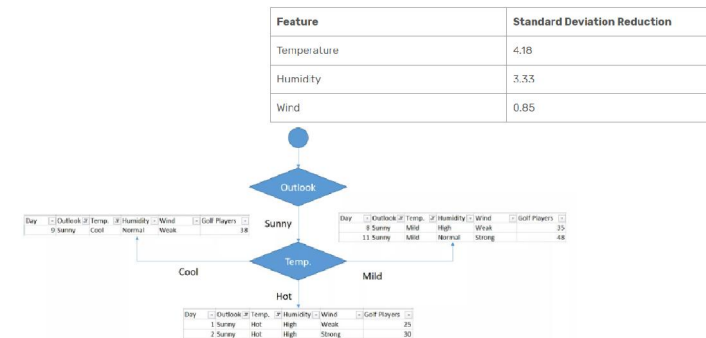 Feature Standard Deviation Reduction
Temperature 4.18
Humidity 3.33
Wind 0.85
Outlook
Sunny
Day Outlook Temp. Humidity Wind Golf Players
9 Sunny Cool Normal Weak 38
Day Outlook Temp. Humidity Wind Golf Players
8 Sunny Mild High Weak 35
11 Sunny Mild Normal Strong 48
Temp.
Cool
Mild
Hot
Day Outlook Temp. Humidity Wind Golf Players
1 Sunny Hot High Weak 25
2 Sunny Hot High Strong 30